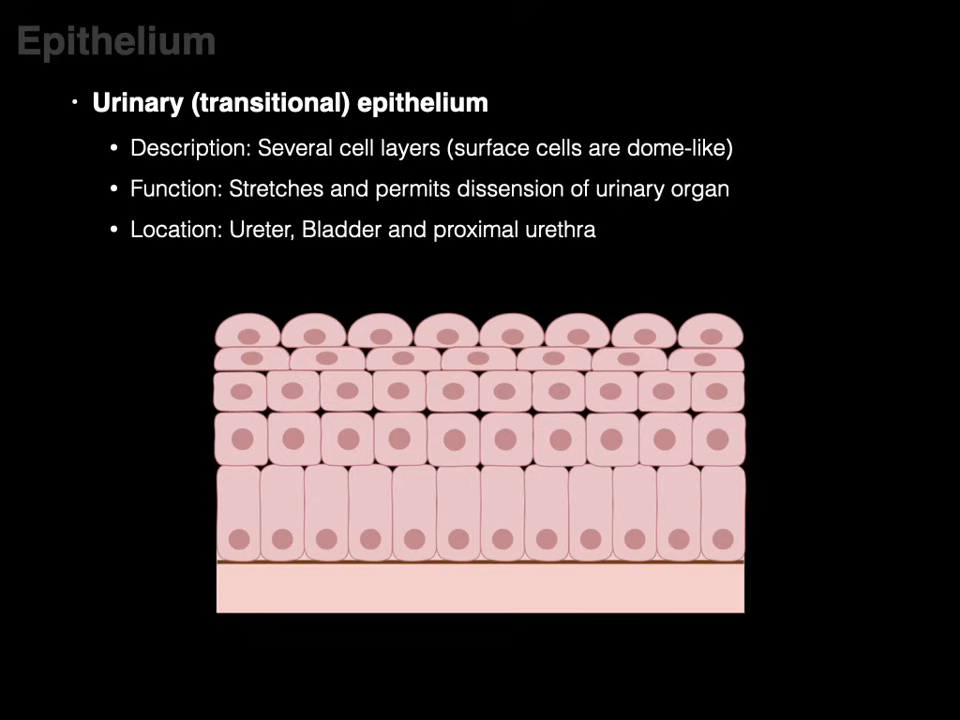 Epithelium
• Urinary (transitional) epithelium
• Description: Several cell layers (surface cells are dome-like)
• Function: Stretches and permits dissension of urinary organ
• Location: Ureter, Bladder and proximal urethra